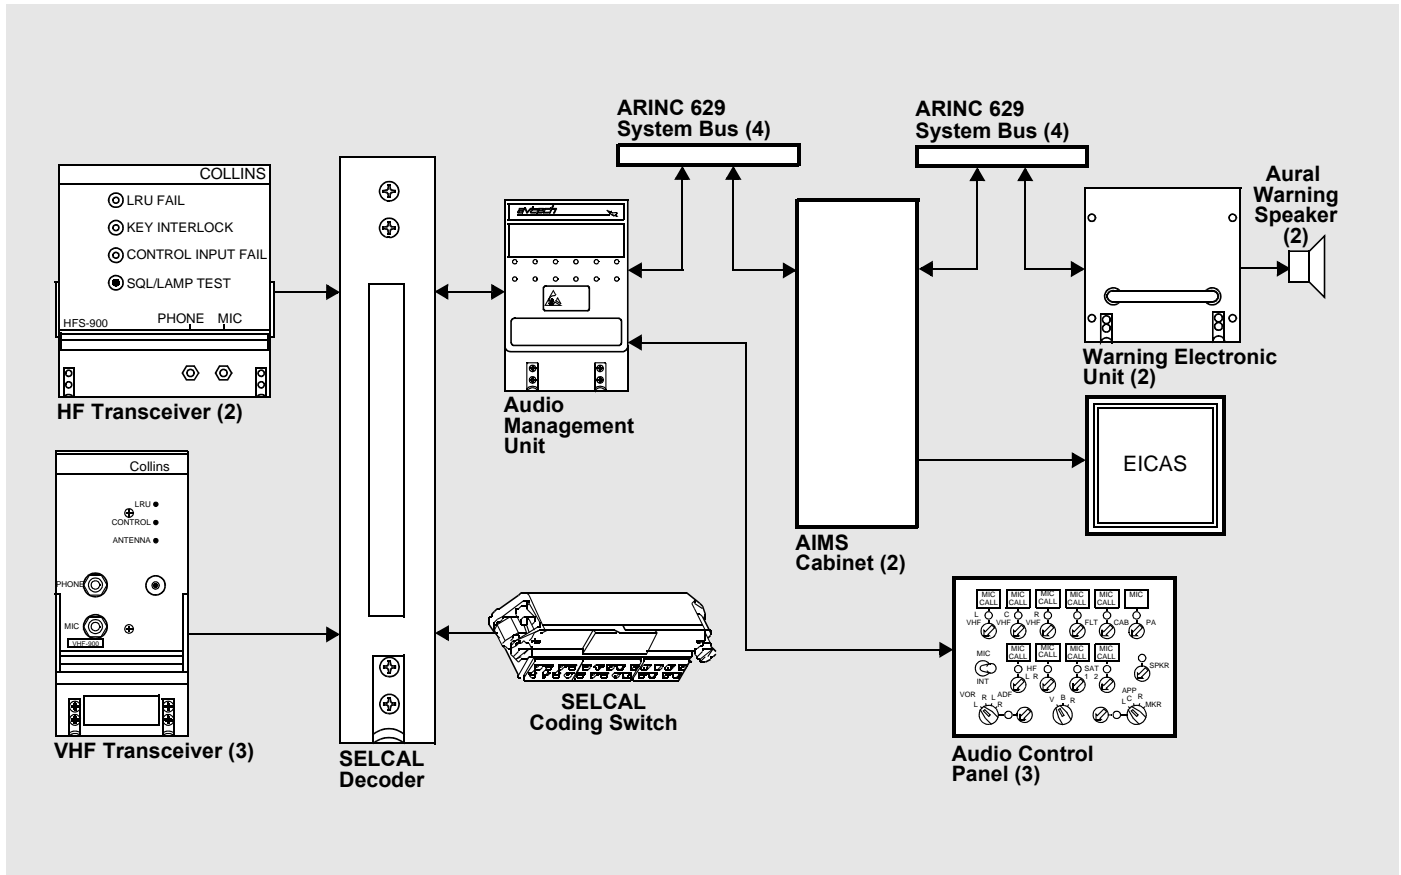 ARINC 629
System Bus (4)
ARINC 629
System Bus (4)
COLLINS
LRU FAIL
KEY INTERLOCK
CONTROL INPUT FAIL
SQL/LAMP TEST
PHONE MIC
HFS-900
HF Transceiver (2)
Collins
LRU
CONTROL
ANTENNA
PHONE
MIC
VHF-900
VHF Transceiver (3)
SELCAL
Decoder
avtech
Audio
Management
Unit
SELCAL
Coding Switch
AIMS
Cabinet (2)
Aural
Warning
Speaker
(2)
Warning Electronic
Unit (2)
EICAS
MIC
CALL
MIC
CALL
MIC
CALL
MIC
CALL
MIC
CALL
MIC
L
VHF
C
VHF
R
VHF
FLT
CAB
PA
MIC
CALL
MIC
CALL
MIC
CALL
MIC
CALL
MIC
INT
HF
L R
SAT
1 2
SPKR
VOR
L R L R
ADF
V B R
APP
L C R
MKR
Audio Control
Panel (3)